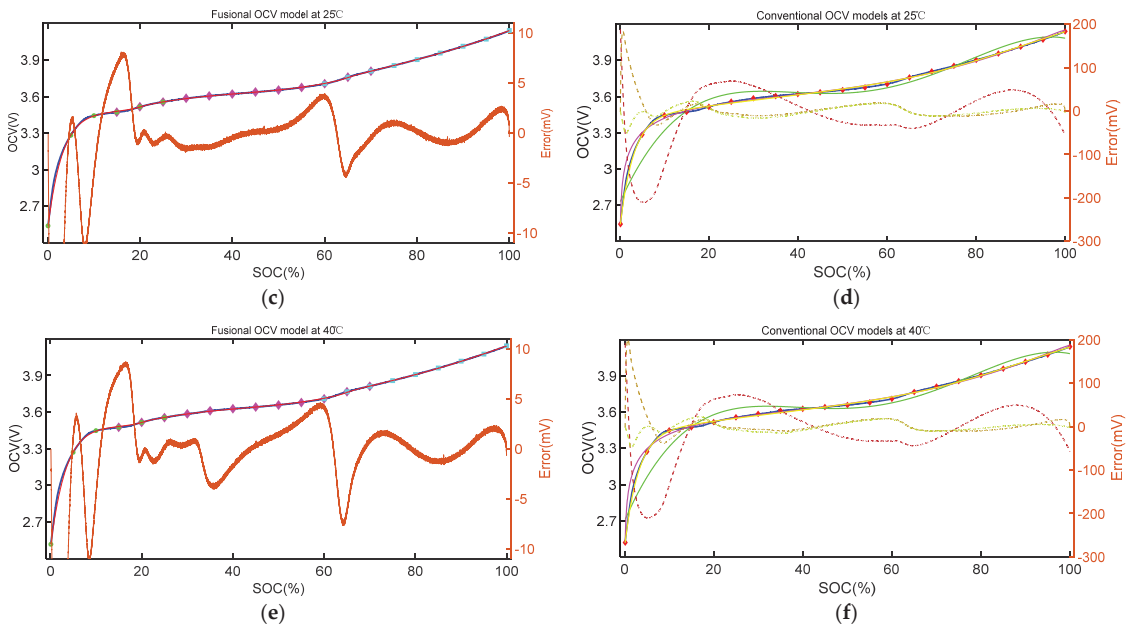 Fusional OCV model at 25℃
10
5
0
-5
-10
3.9
3.6
3.3
3
2.7
OCV(V)
Error(mV)
0 20 40 60 80 100
SOC(%)
(c)
Conventional OCV models at 25℃
200
100
0
-100
-200
-300
3.9
3.6
3.3
3
2.7
OCV(V)
Error(mV)
0 20 40 60 80 100
SOC(%)
(d)
Fusional OCV model at 40℃
10
5
0
-5
-10
3.9
3.6
3.3
3
2.7
OCV(V)
Error(mV)
0 20 40 60 80 100
SOC(%)
(e)
Conventional OCV models at 40℃
200
100
0
-100
-200
-300
3.9
3.6
3.3
3
2.7
OCV(V)
Error(mV)
0 20 40 60 80 100
SOC(%)
(f)